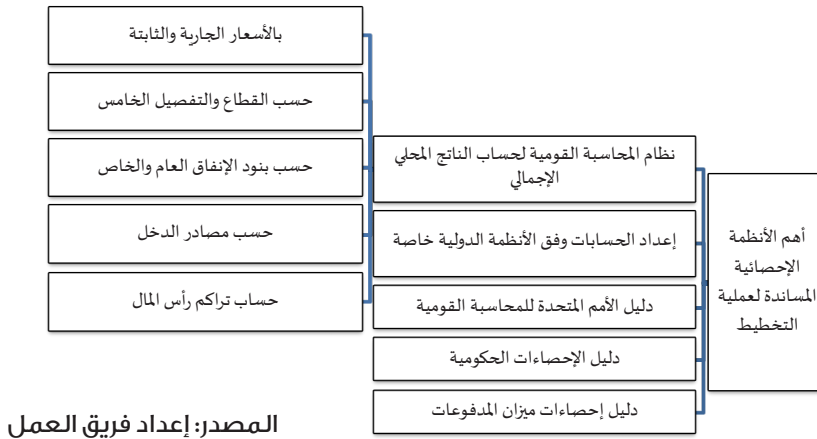 أهم الأنظمة
الإحصائية
المساندة لعملية
التخطيط
نظام المحاسبة القومية لحساب الناتج المحلي
الإجمالي
إعداد الحسابات وفق الأنظمة الدولية خاصة
دليل الأمم المتحدة للمحاسبة القومية
دليل الإحصاءات الحكومية
دليل إحصاءات ميزان المدفوعات
بالأسعار الجارية والثابتة
حسب القطاع والتفصيل الخامس
حسب بنود الإنفاق العام والخاص
حسب مصادر الدخل
حساب تراكم رأس المال
المصدر: إعداد فريق العمل